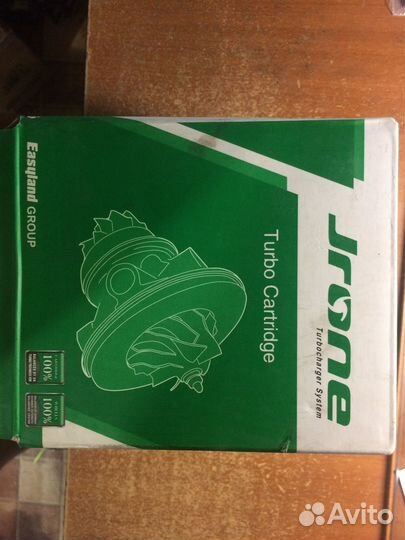 Jrone
Turbocharger System
Turbo Cartridge
Easyland GROUP
100%
100%
Avito